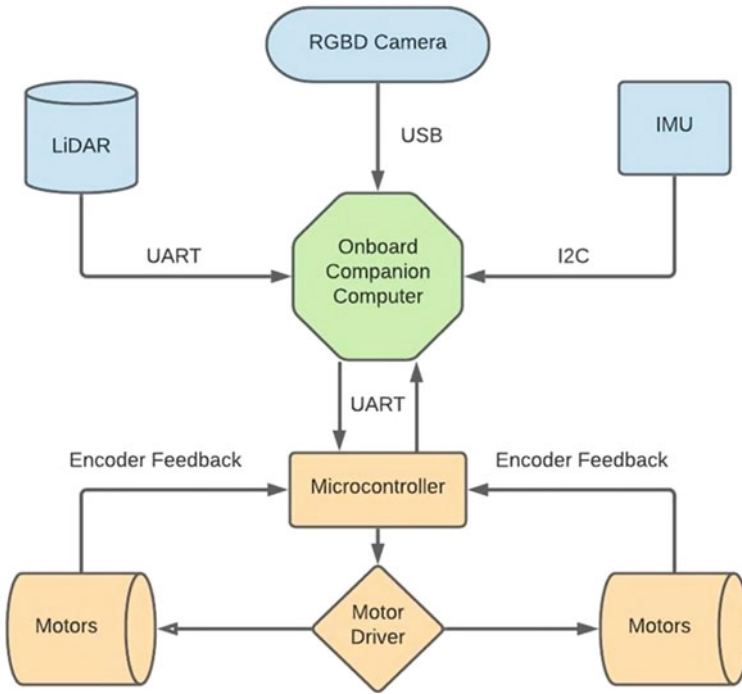 RGBD Camera
LiDAR
USB
IMU
UART
Onboard
Companion
Computer
I2C
UART
Encoder Feedback
Encoder Feedback
Microcontroller
Motors
Motor
Driver
Motors